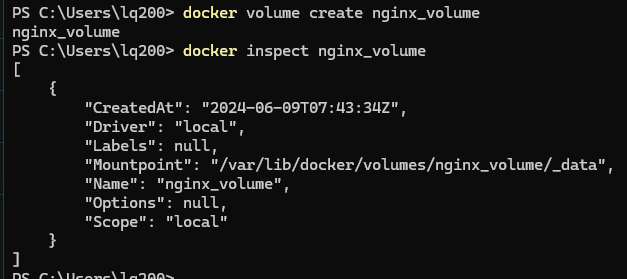 PS C:\Users\lq200> docker volume create nginx_volume
nginx_volume
PS C:\Users\lq200> docker inspect nginx_volume
[
    {
        "CreatedAt": "2024-06-09T07:43:34Z",
        "Driver": "local",
        "Labels": null,
        "Mountpoint": "/var/lib/docker/volumes/nginx_volume/_data",
        "Name": "nginx_volume",
        "Options": null,
        "Scope": "local"
    }
]
PS C:\Users\lq200>